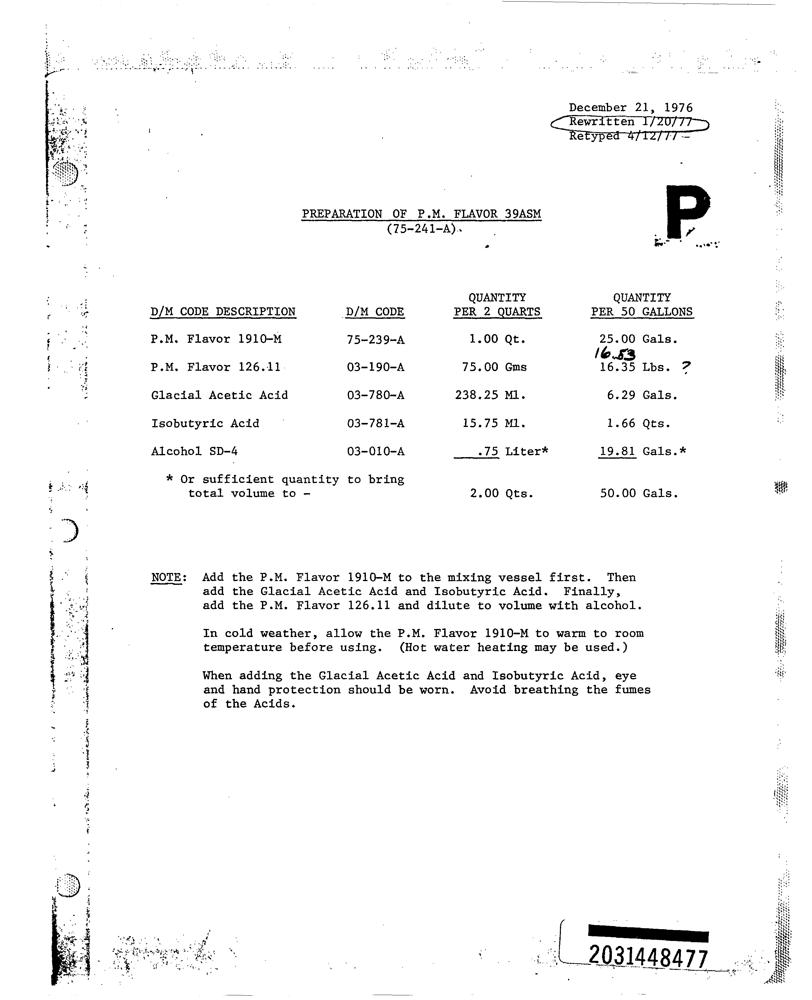 December 21, 1976
Rewritten 1/20/77
Retyped 4/12/77 -
P
PREPARATION OF P.M. FLAVOR 39ASM
(75-241-A)
D/M CODE DESCRIPTION D/M CODE QUANTITY PER 2 QUARTS QUANTITY PER 50 GALLONS
P.M. Flavor 1910-M 75-239-A 1.00 Qt. 25.00 Gals.
16.53
P.M. Flavor 126.11 03-190-A 75.00 Gms 16.35 Lbs. ?
Glacial Acetic Acid 03-780-A 238.25 Ml. 6.29 Gals.
Isobutyric Acid 03-781-A 15.75 Ml. 1.66 Qts.
Alcohol SD-4 03-010-A .75 Liter* 19.81 Gals.*
* Or sufficient quantity to bring
total volume to - 2.00 Qts. 50.00 Gals.
NOTE: Add the P.M. Flavor 1910-M to the mixing vessel first. Then
add the Glacial Acetic Acid and Isobutyric Acid. Finally,
add the P.M. Flavor 126.11 and dilute to volume with alcohol.
In cold weather, allow the P.M. Flavor 1910-M to warm to room
temperature before using. (Hot water heating may be used.)
When adding the Glacial Acetic Acid and Isobutyric Acid, eye
and hand protection should be worn. Avoid breathing the fumes
of the Acids.
2031448477